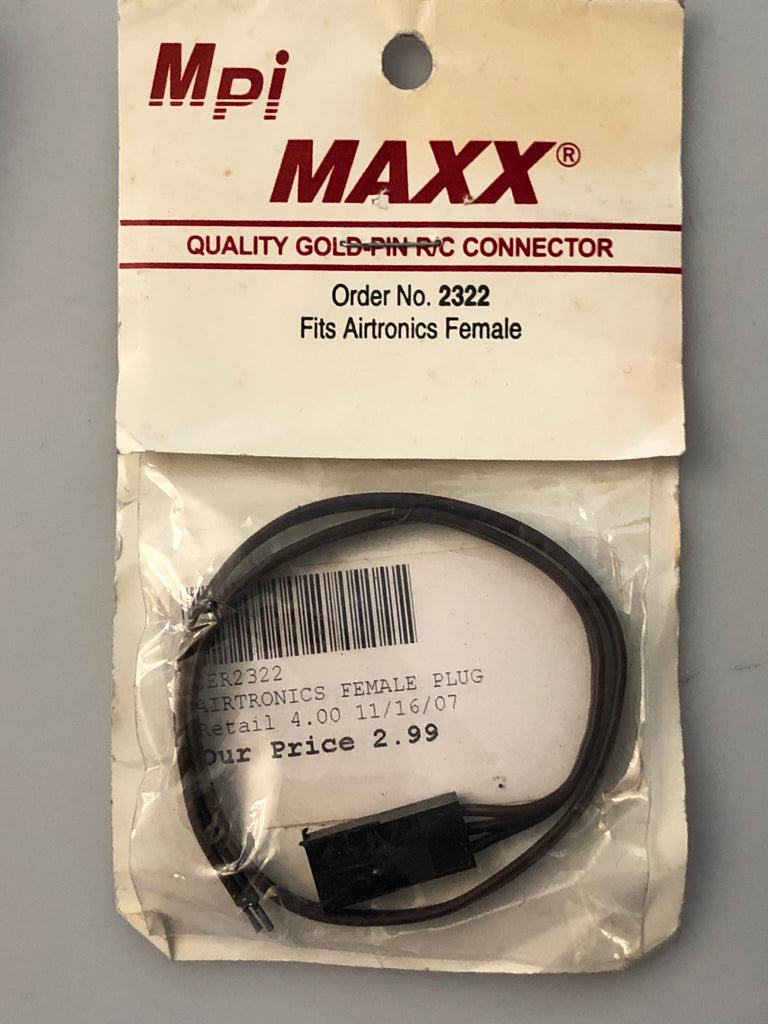 Mpi
MAXX®
QUALITY GOLD-PIN R/C CONNECTOR
Order No. 2322
Fits Airtronics Female
ER2322
AIRTRONICS FEMALE PLUG
Retail 4.00 11/16/07
Our Price 2.99